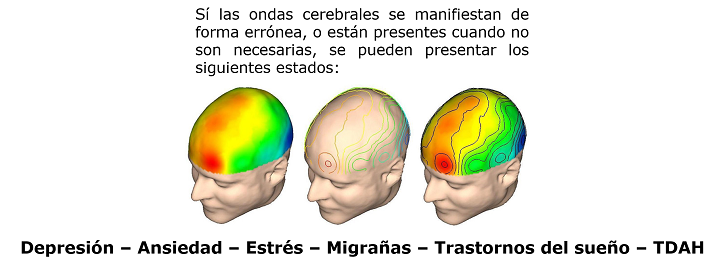 Sí las ondas cerebrales se manifiestan de
forma errónea, o están presentes cuando no
son necesarias, se pueden presentar los
siguientes estados:
Depresión – Ansiedad – Estrés – Migrañas – Trastornos del sueño – TDAH